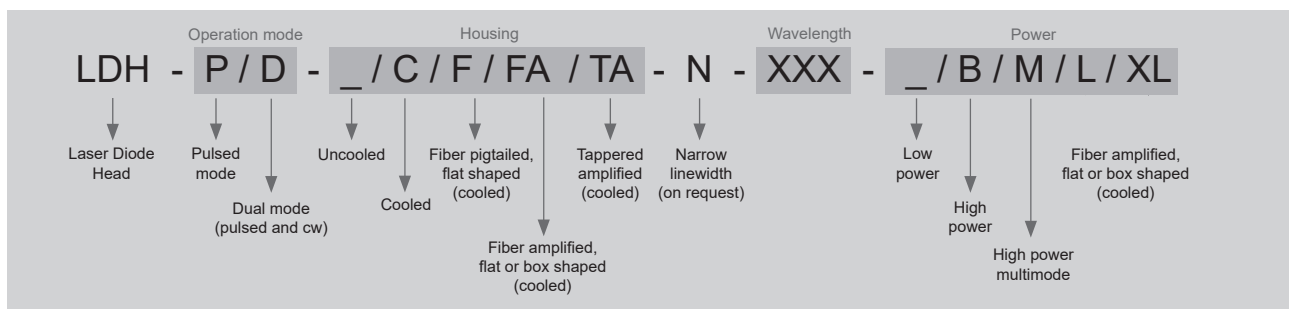 Operation mode
Housing
Wavelength
Power
LDH - P / D - _ / C / F / FA / TA - N - XXX - _ / B / M / L / XL
Laser Diode
Head
Pulsed
mode
Dual mode
(pulsed and cw)
Uncooled
Cooled
Fiber pigtailed,
flat shaped
(cooled)
Fiber amplified,
flat or box shaped
(cooled)
Tappered
amplified
(cooled)
Narrow
linewidth
(on request)
Low
power
High
power
High power
multimode
Fiber amplified,
flat or box shaped
(cooled)